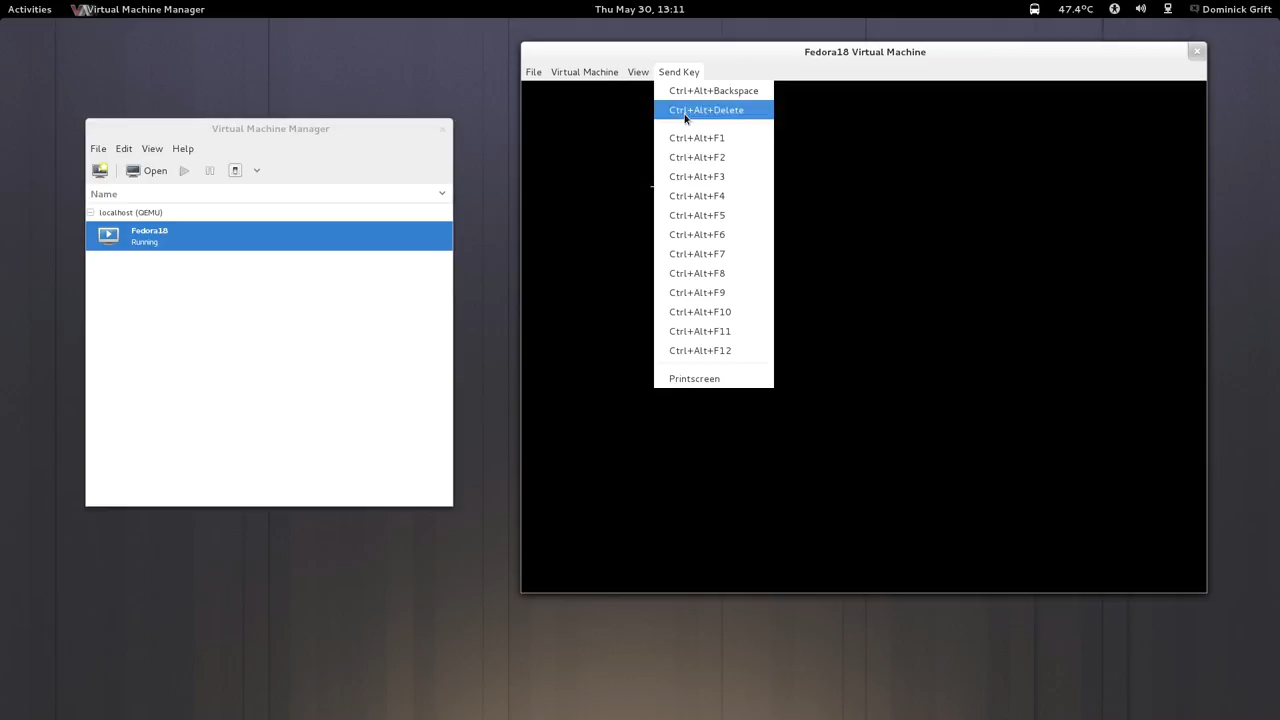 Activities Virtual Machine Manager Thu May 30, 13:11 47.4ºC Dominick Grift
Virtual Machine Manager
File Edit View Help
Open
Name
localhost (QEMU)
Fedora18
Running
Fedora18 Virtual Machine
File Virtual Machine View Send Key
Ctrl+Alt+Backspace
Ctrl+Alt+Delete
Ctrl+Alt+F1
Ctrl+Alt+F2
Ctrl+Alt+F3
Ctrl+Alt+F4
Ctrl+Alt+F5
Ctrl+Alt+F6
Ctrl+Alt+F7
Ctrl+Alt+F8
Ctrl+Alt+F9
Ctrl+Alt+F10
Ctrl+Alt+F11
Ctrl+Alt+F12
Printscreen